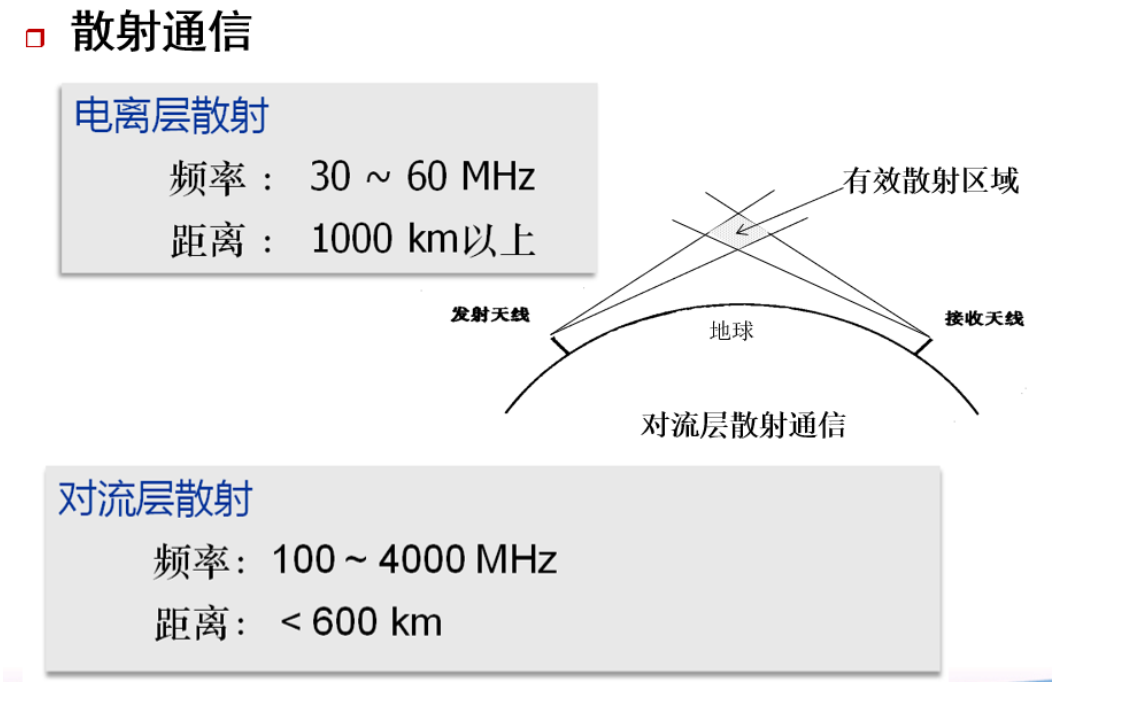 散射通信
电离层散射
频率： 30 ~ 60 MHz
距离： 1000 km以上
有效散射区域
发射天线
接收天线
地球
对流层散射通信
对流层散射
频率：100 ~ 4000 MHz
距离：< 600 km